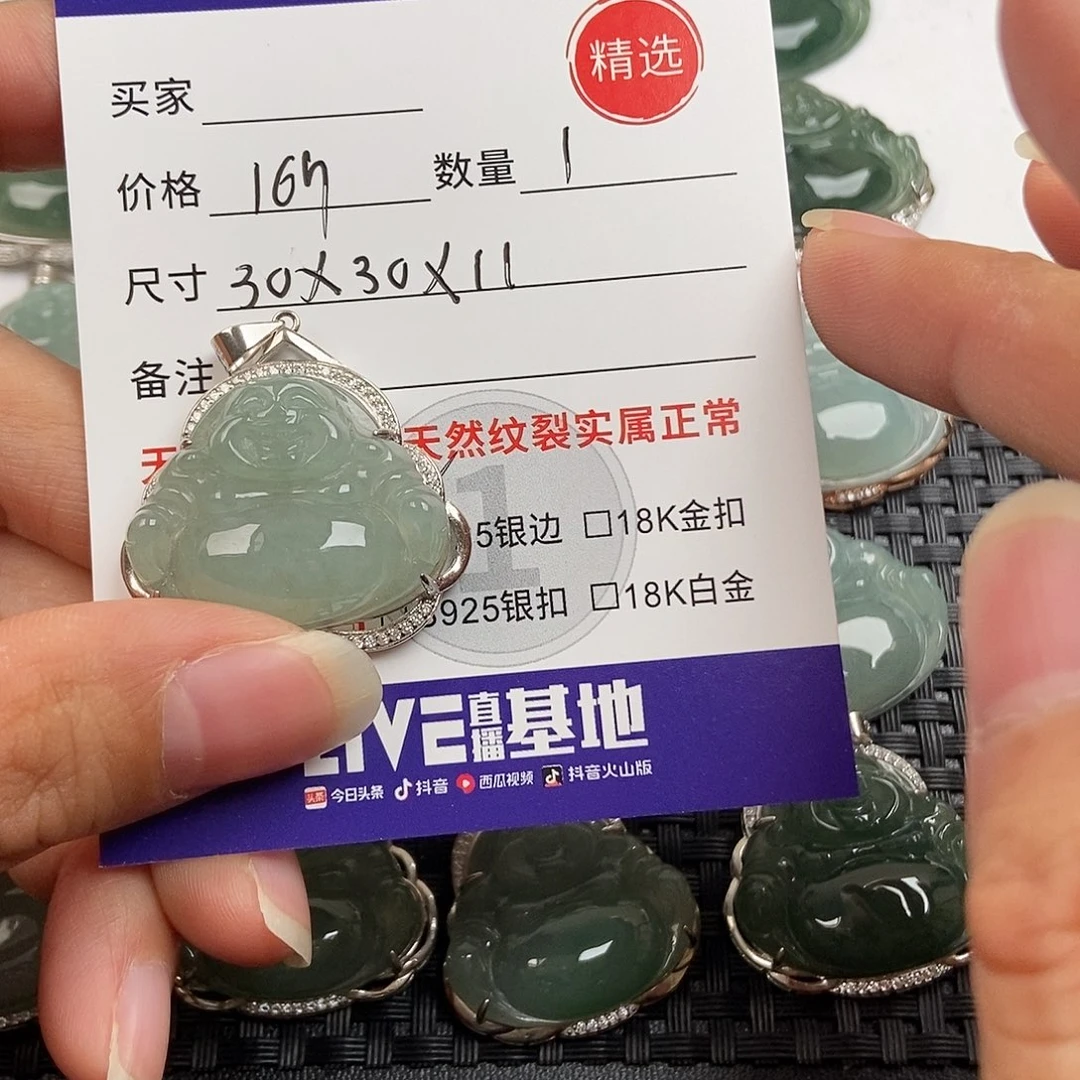 精选
买家
价格 167 数量 1
尺寸 30X30X11
备注
天然纹裂实属正常
5银边 □18K金扣
925银扣 □18K白金
1
LIVE直播基地
头条 今日头条 抖音 西瓜视频 抖音火山版